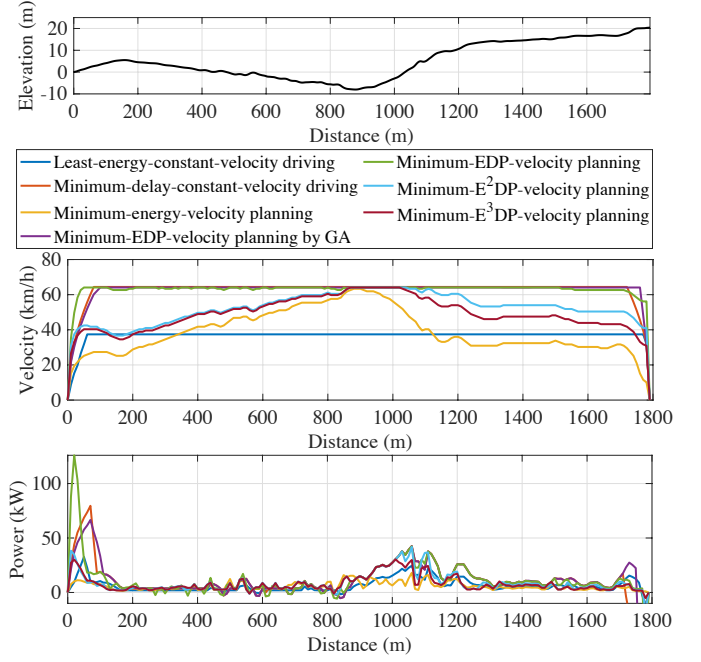 Elevation (m)
20
10
0
-10
0 200 400 600 800 1000 1200 1400 1600
Distance (m)
Least-energy-constant-velocity driving
Minimum-delay-constant-velocity driving
Minimum-energy-velocity planning
Minimum-EDP-velocity planning by GA
Minimum-EDP-velocity planning
Minimum-E²DP-velocity planning
Minimum-E³DP-velocity planning
Velocity (km/h)
80
60
40
20
0
0 200 400 600 800 1000 1200 1400 1600 1800
Distance (m)
Power (kW)
100
50
0
0 200 400 600 800 1000 1200 1400 1600 1800
Distance (m)